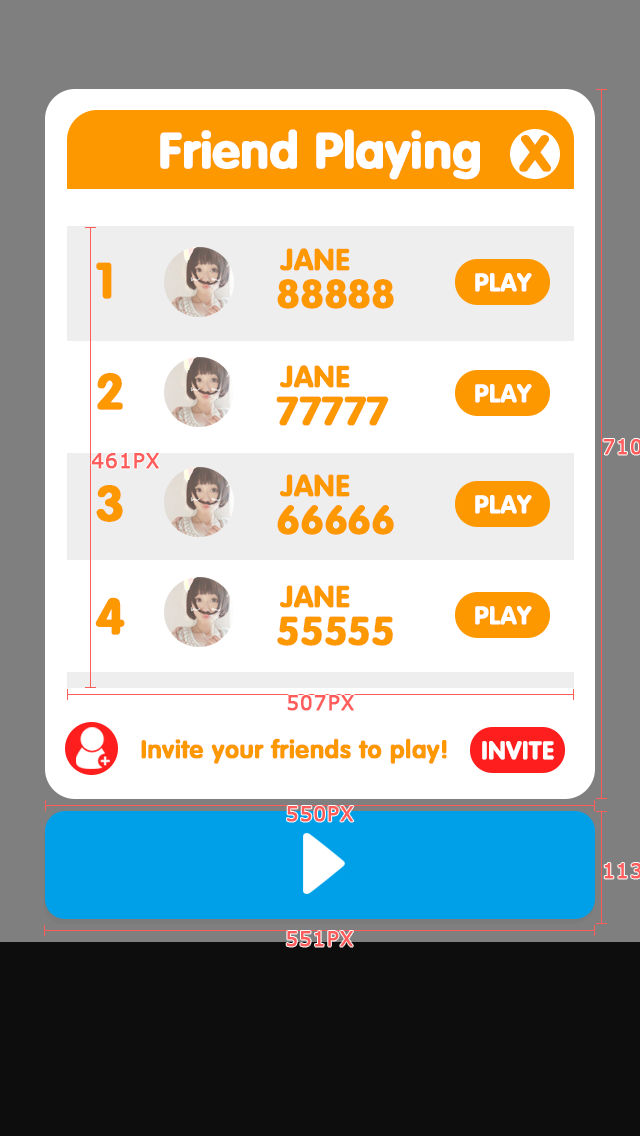 Friend Playing X
1 JANE PLAY
88888
2 JANE PLAY
77777
461PX
3 JANE PLAY
66666
4 JANE PLAY
55555
507PX
Invite your friends to play! INVITE
550PX
551PX
710
113